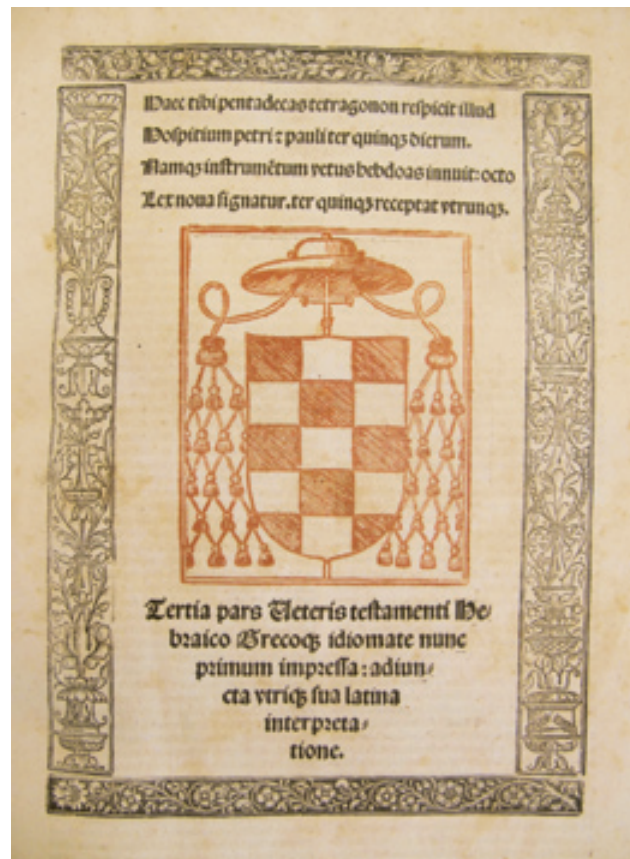 Haec tibi pentadecas tetragonon respicit illud
Hospitium petri ⁊ pauli ter quinqꝫ dierum.
Namqꝫ instrumētum vetus hebdoas innuit: octo
Lex noua signatur. ter quinqꝫ receptat vtrunqꝫ.
Tertia pars Veteris testamenti He⸗
braico Grecoqꝫ idiomate nunc
primum impressa: adiun⸗
cta vtriqꝫ sua latina
interpreta⸗
tione.